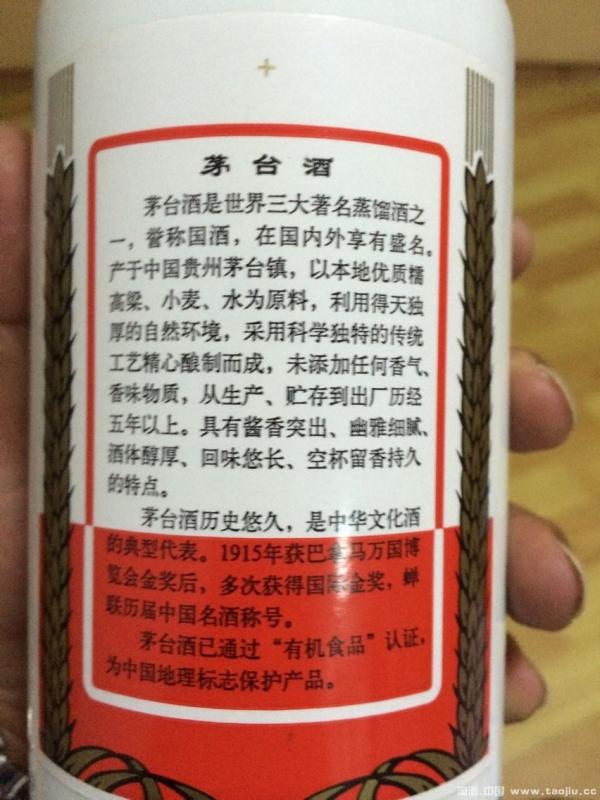 茅台酒
茅台酒是世界三大著名蒸馏酒之
一，誉称国酒，在国内外享有盛名。
产于中国贵州茅台镇，以本地优质糯
高粱、小麦、水为原料，利用得天独
厚的自然环境，采用科学独特的传统
工艺精心酿制而成，未添加任何香气、
香味物质，从生产、贮存到出厂历经
五年以上。具有酱香突出、幽雅细腻、
酒体醇厚、回味悠长、空杯留香持久
的特点。
茅台酒历史悠久，是中华文化酒
的典型代表。1915年获巴拿马万国博
览会金奖后，多次获得国际金奖，蝉
联历届中国名酒称号。
茅台酒已通过“有机食品”认证，
为中国地理标志保护产品。
淘酒.中国 www.taojiu.cc